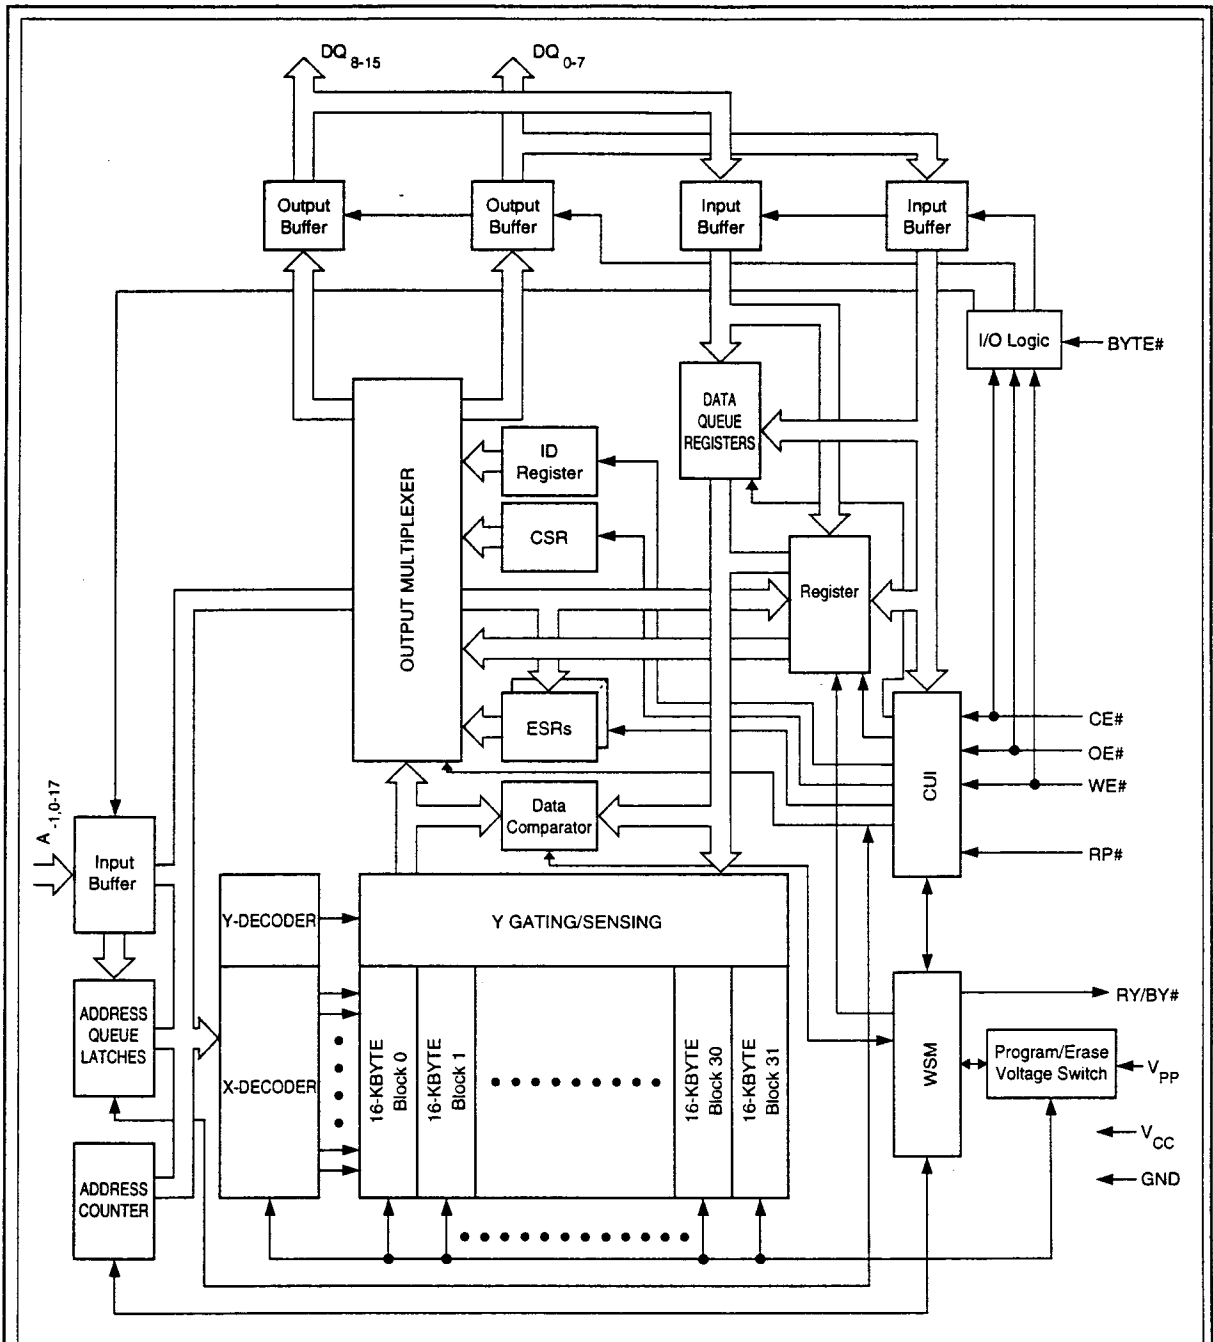 DQ 8-15
DQ 0-7
Output
Buffer
Output
Buffer
Input
Buffer
Input
Buffer
I/O Logic
BYTE#
DATA
QUEUE
REGISTERS
ID
Register
CSR
OUTPUT MULTIPLEXER
Register
ESRs
CUI
CE#
OE#
WE#
RP#
Data
Comparator
A -1,0-17
Input
Buffer
Y-DECODER
Y GATING/SENSING
ADDRESS
QUEUE
LATCHES
X-DECODER
16-KBYTE
Block 0
16-KBYTE
Block 1
16-KBYTE
Block 30
16-KBYTE
Block 31
WSM
RY/BY#
Program/Erase
Voltage Switch
VPP
VCC
GND
ADDRESS
COUNTER